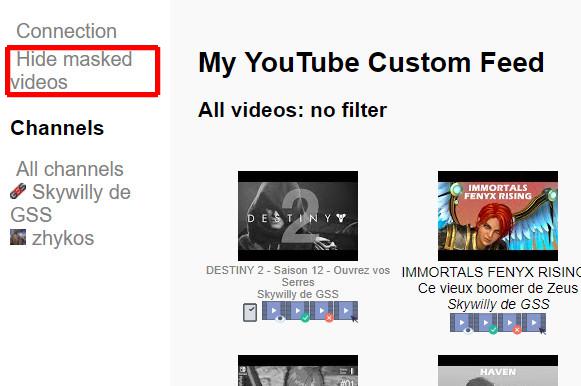 Connection
Hide masked
videos
Channels
All channels
Skywilly de
GSS
zhykos
My YouTube Custom Feed
All videos: no filter
DESTINY 2
DESTINY 2 - Saison 12 - Ouvrez vos
Serres
Skywilly de GSS
IMMORTALS
FENYX RISING
IMMORTALS FENYX RISING
Ce vieux boomer de Zeus
Skywilly de GSS
#01
HAVEN